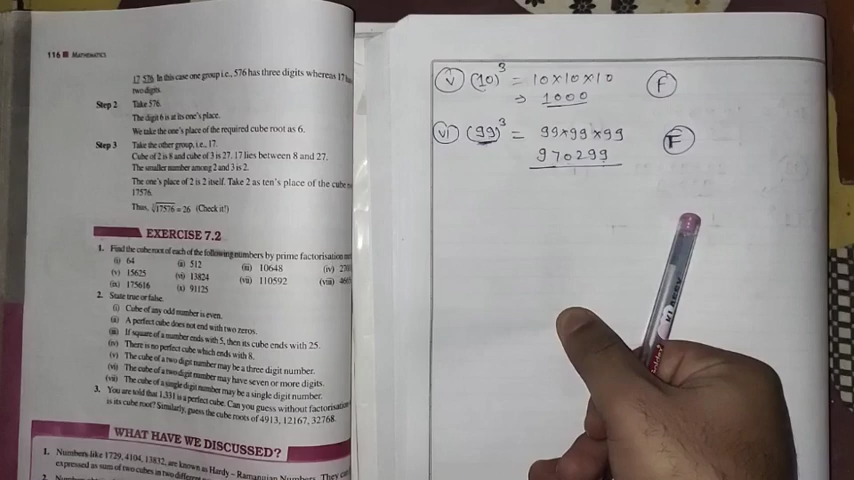 116 MATHEMATICS
17 576 In this case one group i.e., 576 has three digits whereas 17 has
two digits.
Step 2 Take 576.
The digit 6 is at its one's place.
We take the one's place of the required cube root as 6.
Step 3 Take the other group, i.e., 17.
Cube of 2 is 8 and cube of 3 is 27. 17 lies between 8 and 27.
The smaller number among 2 and 3 is 2.
The one's place of 2 is 2 itself. Take 2 as ten's place of the cube
17576.
Thus, ∛17576 = 26 (Check it!)
EXERCISE 7.2
1. Find the cube root of each of the following numbers by prime factorisation
(i) 64 (ii) 512 (iii) 10648 (iv) 270
(v) 15625 (vi) 13824 (vii) 110592 (viii) 466
(ix) 175616 (x) 91125
2. State true or false.
(i) Cube of any odd number is even.
(ii) A perfect cube does not end with two zeros.
(iii) If square of a number ends with 5, then its cube ends with 25.
(iv) There is no perfect cube which ends with 8.
(v) The cube of a two digit number may be a three digit number.
(vi) The cube of a two digit number may have seven or more digits.
(vii) The cube of a single digit number may be a single digit number.
3. You are told that 1,331 is a perfect cube. Can you guess without factorisation
is its cube root? Similarly, guess the cube roots of 4913, 12167, 32768.
WHAT HAVE WE DISCUSSED?
1. Numbers like 1729, 4104, 13832, are known as Hardy – Ramanujan Numbers. They can
expressed as sum of two cubes in two different
2. Numbers
(v) (10)³ = 10×10×10 F
⇒ 1000
(vi) (99)³ = 99×99×99 F
970299
KLASSY